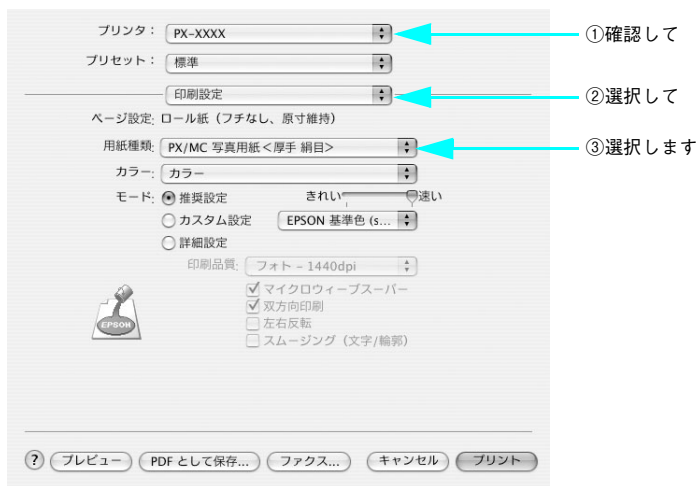 プリンタ： PX-XXXX ①確認して
プリセット： 標準
印刷設定 ②選択して
ページ設定: ロール紙（フチなし、原寸維持）
用紙種類: PX/MC 写真用紙＜厚手 絹目＞ ③選択します
カラー: カラー
モード: 推奨設定 きれい 速い
カスタム設定 EPSON 基準色 (s...
詳細設定
印刷品質: フォト – 1440dpi
マイクロウィーブスーパー
双方向印刷
左右反転
スムージング（文字/輪郭）
EPSON
? プレビュー PDF として保存... ファクス... キャンセル プリント